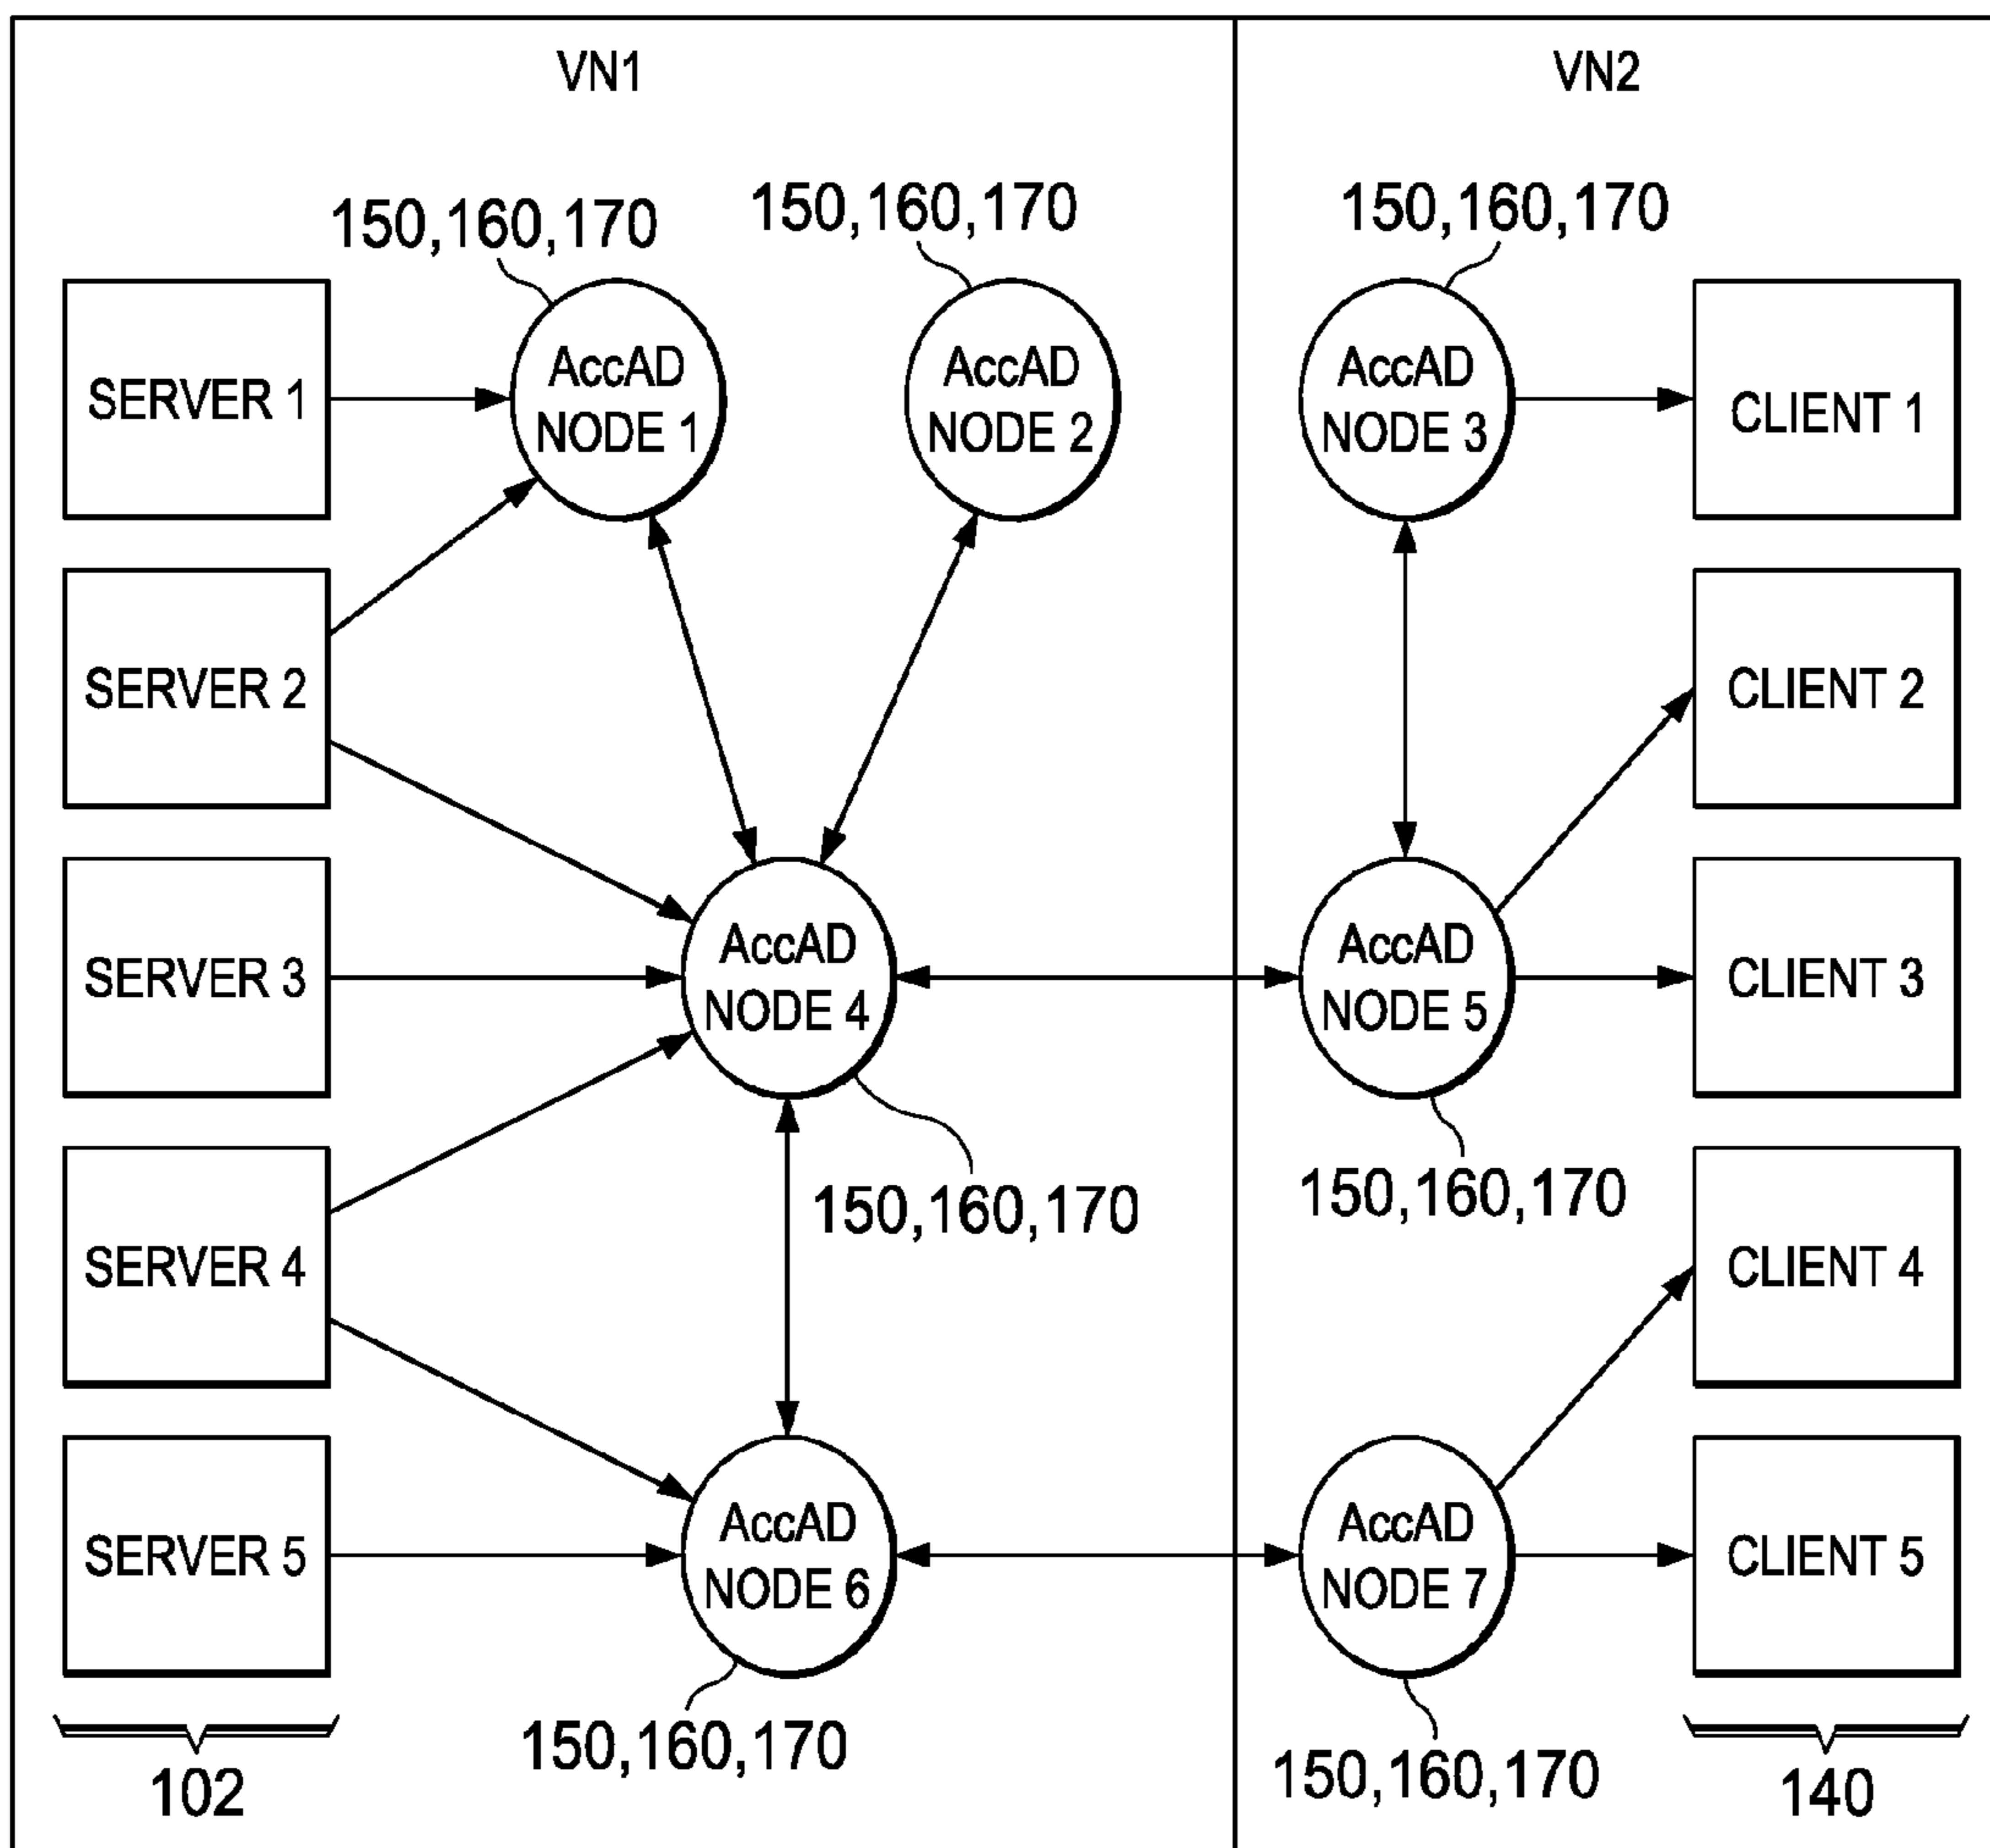 VN1
VN2
150,160,170
150,160,170
150,160,170
SERVER 1
AccAD
NODE 1
AccAD
NODE 2
AccAD
NODE 3
CLIENT 1
SERVER 2
CLIENT 2
SERVER 3
AccAD
NODE 4
AccAD
NODE 5
CLIENT 3
150,160,170
150,160,170
SERVER 4
CLIENT 4
SERVER 5
AccAD
NODE 6
AccAD
NODE 7
CLIENT 5
150,160,170
150,160,170
102
140